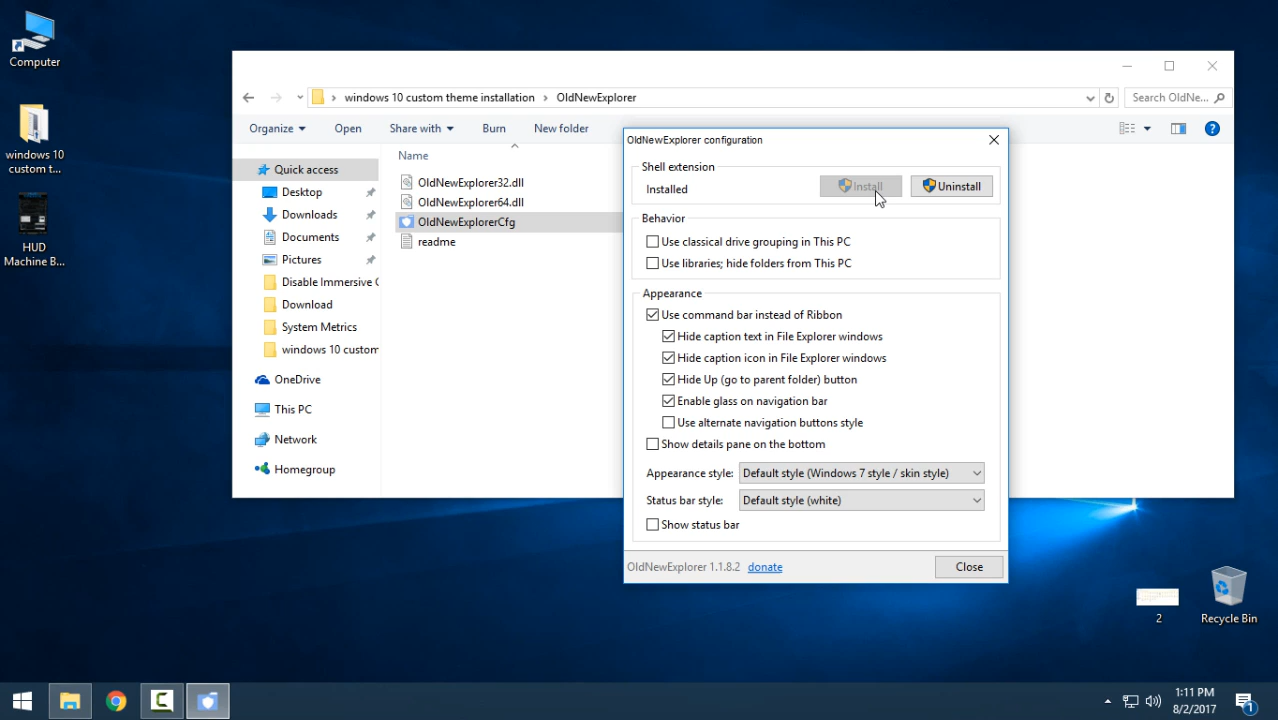 Computer
windows 10
custom t...
HUD
Machine B...
windows 10 custom theme installation
OldNewExplorer
Search OldNe...
Organize
Open
Share with
Burn
New folder
Quick access
Desktop
Downloads
Documents
Pictures
Disable Immersive C
Download
System Metrics
windows 10 custom
OneDrive
This PC
Network
Homegroup
Name
OldNewExplorer32.dll
OldNewExplorer64.dll
OldNewExplorerCfg
readme
OldNewExplorer configuration
Shell extension
Installed
Install
Uninstall
Behavior
Use classical drive grouping in This PC
Use libraries; hide folders from This PC
Appearance
Use command bar instead of Ribbon
Hide caption text in File Explorer windows
Hide caption icon in File Explorer windows
Hide Up (go to parent folder) button
Enable glass on navigation bar
Use alternate navigation buttons style
Show details pane on the bottom
Appearance style: Default style (Windows 7 style / skin style)
Status bar style: Default style (white)
Show status bar
OldNewExplorer 1.1.8.2 donate
Close
2
Recycle Bin
1:11 PM
8/2/2017
1